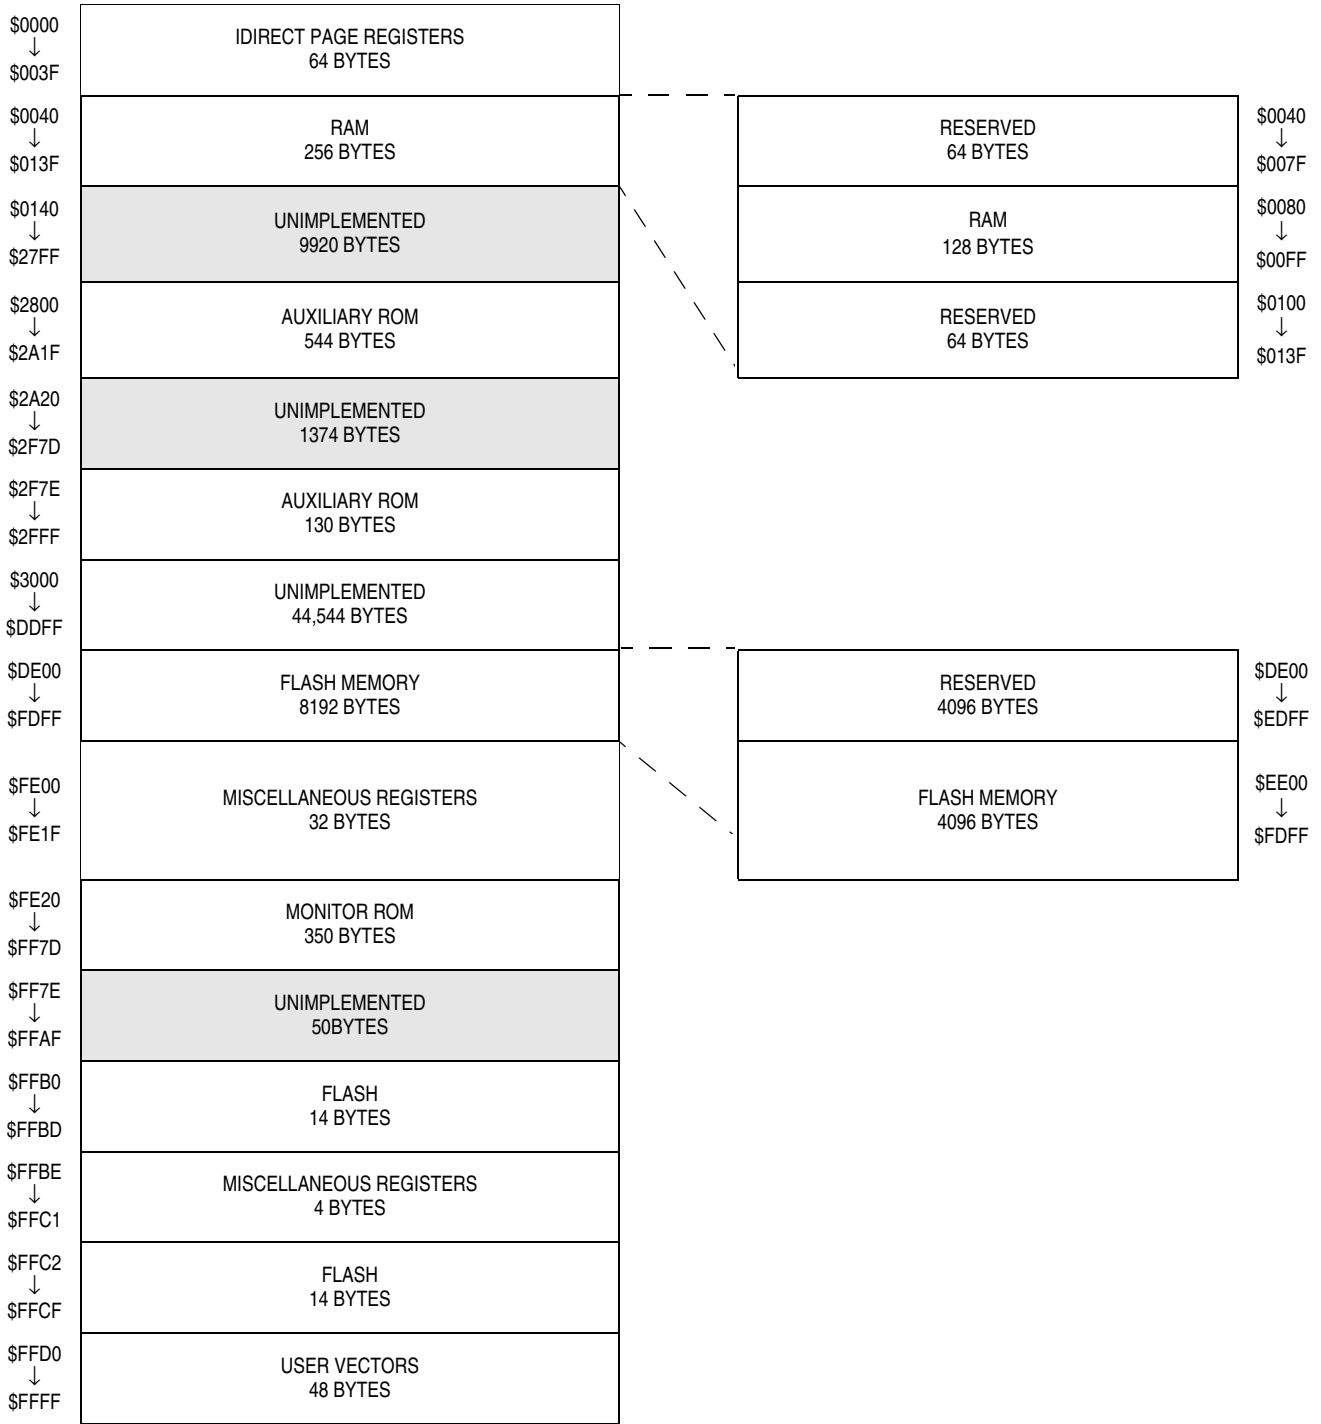 $0000
↓
$003F
IDIRECT PAGE REGISTERS
64 BYTES
$0040
↓
$013F
RAM
256 BYTES
RESERVED
64 BYTES
$0040
↓
$007F
$0140
↓
$27FF
UNIMPLEMENTED
9920 BYTES
RAM
128 BYTES
$0080
↓
$00FF
$2800
↓
$2A1F
AUXILIARY ROM
544 BYTES
RESERVED
64 BYTES
$0100
↓
$013F
$2A20
↓
$2F7D
UNIMPLEMENTED
1374 BYTES
$2F7E
↓
$2FFF
AUXILIARY ROM
130 BYTES
$3000
↓
$DDFF
UNIMPLEMENTED
44,544 BYTES
$DE00
↓
$FDFF
FLASH MEMORY
8192 BYTES
RESERVED
4096 BYTES
$DE00
↓
$EDFF
$FE00
↓
$FE1F
MISCELLANEOUS REGISTERS
32 BYTES
FLASH MEMORY
4096 BYTES
$EE00
↓
$FDFF
$FE20
↓
$FF7D
MONITOR ROM
350 BYTES
$FF7E
↓
$FFAF
UNIMPLEMENTED
50BYTES
$FFB0
↓
$FFBD
FLASH
14 BYTES
$FFBE
↓
$FFC1
MISCELLANEOUS REGISTERS
4 BYTES
$FFC2
↓
$FFCF
FLASH
14 BYTES
$FFD0
↓
$FFFF
USER VECTORS
48 BYTES